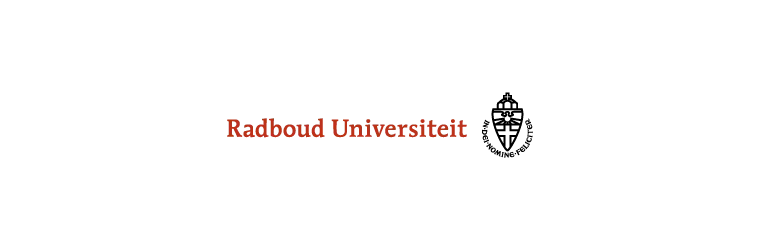 Radboud Universiteit
IN·DEI·NOMINE·FELICITER